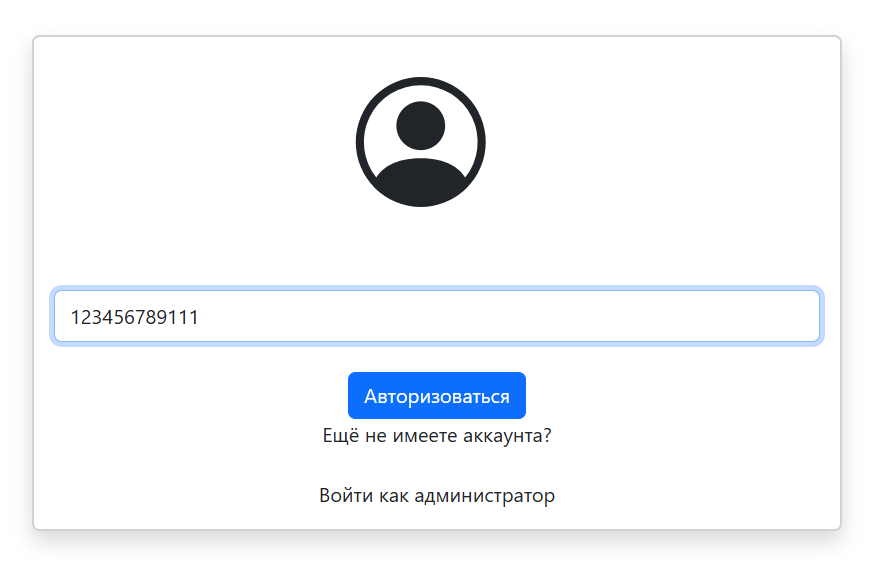 123456789111
Авторизоваться
Ещё не имеете аккаунта?
Войти как администратор